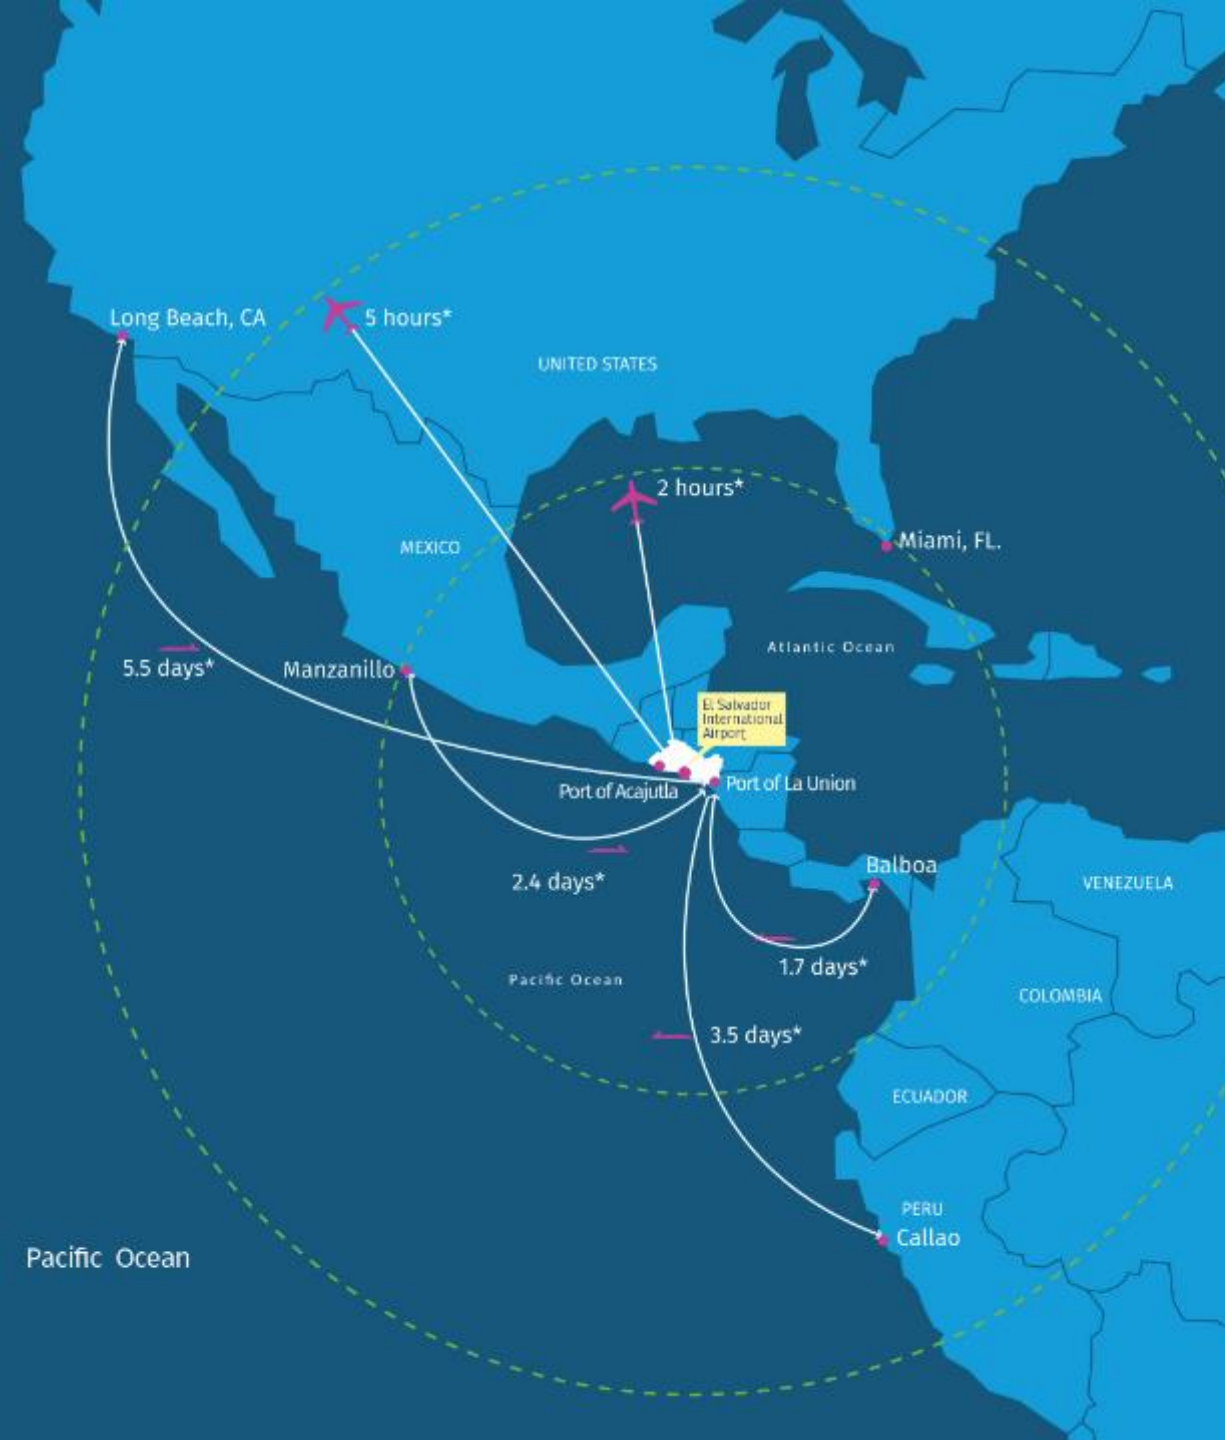 Long Beach, CA
5 hours*
UNITED STATES
2 hours*
MEXICO
Miami, FL.
Atlantic Ocean
5.5 days*
Manzanillo
El Salvador
International
Airport
Port of Acajutla
Port of La Union
2.4 days*
Balboa
VENEZUELA
1.7 days*
Pacific Ocean
COLOMBIA
3.5 days*
ECUADOR
PERU
Callao
Pacific Ocean